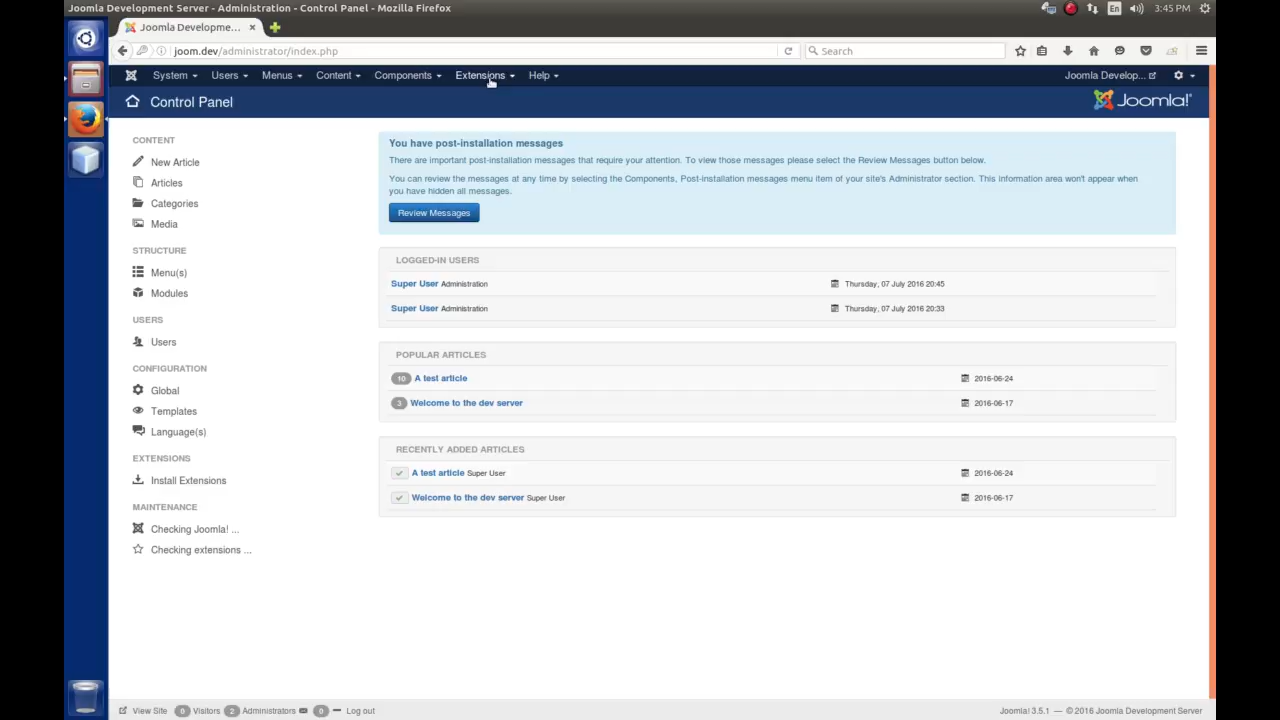 Joomla Development Server - Administration - Control Panel - Mozilla Firefox
En
3:45 PM
Joomla Developme...
joom.dev/administrator/index.php
Search
System
Users
Menus
Content
Components
Extensions
Help
Joomla Develop...
Control Panel
Joomla!
CONTENT
New Article
Articles
Categories
Media
STRUCTURE
Menu(s)
Modules
USERS
Users
CONFIGURATION
Global
Templates
Language(s)
EXTENSIONS
Install Extensions
MAINTENANCE
Checking Joomla! ...
Checking extensions ...
You have post-installation messages
There are important post-installation messages that require your attention. To view those messages please select the Review Messages button below.
You can review the messages at any time by selecting the Components, Post-installation messages menu item of your site's Administrator section. This information area won't appear when
you have hidden all messages.
Review Messages
LOGGED-IN USERS
Super User Administration Thursday, 07 July 2016 20:45
Super User Administration Thursday, 07 July 2016 20:33
POPULAR ARTICLES
10 A test article 2016-06-24
3 Welcome to the dev server 2016-06-17
RECENTLY ADDED ARTICLES
A test article Super User 2016-06-24
Welcome to the dev server Super User 2016-06-17
View Site 0 Visitors 2 Administrators 0 Log out
Joomla! 3.5.1 — © 2016 Joomla Development Server